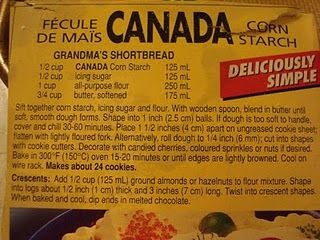 FÉCULE DE MAÏS CANADA CORN STARCH
GRANDMA'S SHORTBREAD
1/2 cup CANADA Corn Starch 125 mL
1/2 cup icing sugar 125 mL
1 cup all-purpose flour 250 mL
3/4 cup butter, softened 175 mL
DELICIOUSLY
SIMPLE
Sift together corn starch, icing sugar and flour. With wooden spoon, blend in butter until
soft, smooth dough forms. Shape into 1 inch (2.5 cm) balls. If dough is too soft to handle,
cover and chill 30-60 minutes. Place 1 1/2 inches (4 cm) apart on ungreased cookie sheet;
flatten with lightly floured fork. Alternatively, roll dough to 1/4 inch (6 mm); cut into shapes
with cookie cutters. Decorate with candied cherries, coloured sprinkles or nuts if desired.
Bake in 300°F (150°C) oven 15-20 minutes or until edges are lightly browned. Cool on
wire rack. Makes about 24 cookies.
Crescents: Add 1/2 cup (125 mL) ground almonds or hazelnuts to flour mixture. Shape
into logs about 1/2 inch (1 cm) thick and 3 inches (7 cm) long. Twist into crescent shapes.
When baked and cool, dip ends in melted chocolate.